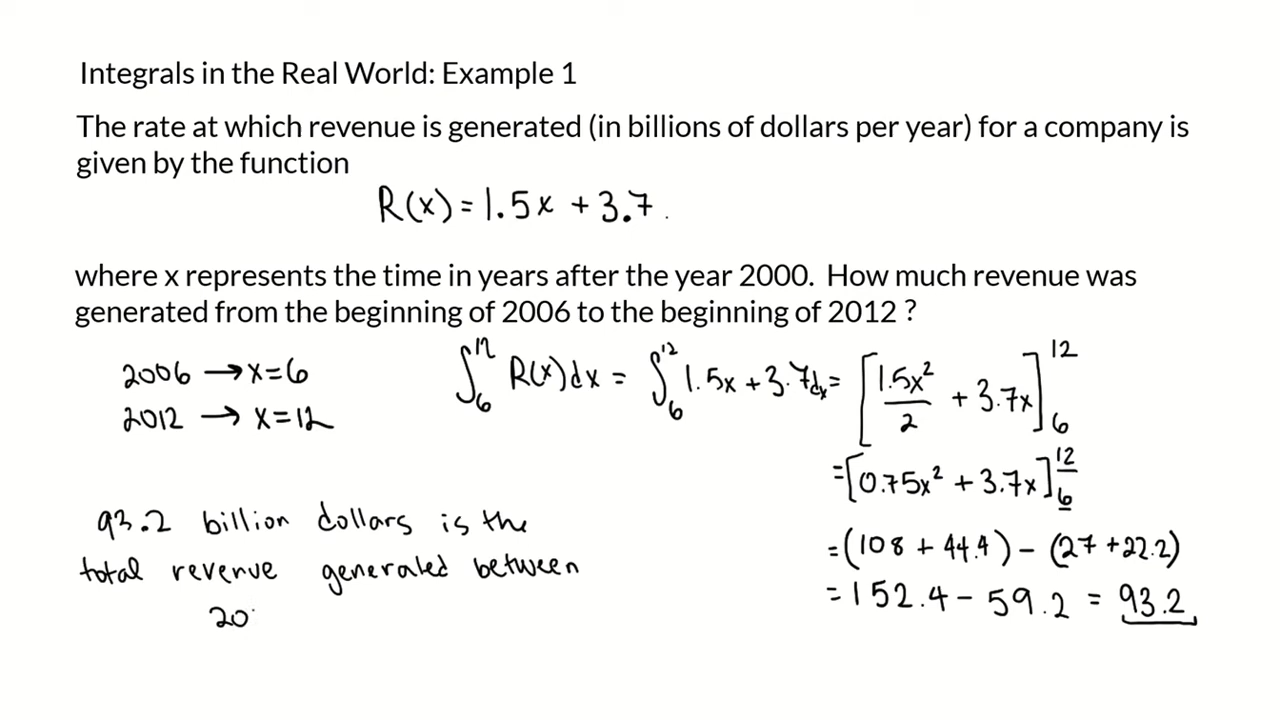 Integrals in the Real World: Example 1
The rate at which revenue is generated (in billions of dollars per year) for a company is
given by the function
R(x) = 1.5x + 3.7.
where x represents the time in years after the year 2000. How much revenue was
generated from the beginning of 2006 to the beginning of 2012 ?
2006 → x=6
2012 → x=12
∫₆¹² R(x)dx = ∫₆¹² 1.5x + 3.7dx = [1.5x²/2 + 3.7x]₆¹²
= [0.75x² + 3.7x]₆¹²
= (108 + 44.4) - (27 + 22.2)
= 152.4 - 59.2 = 93.2
93.2 billion dollars is the
total revenue generated between
20